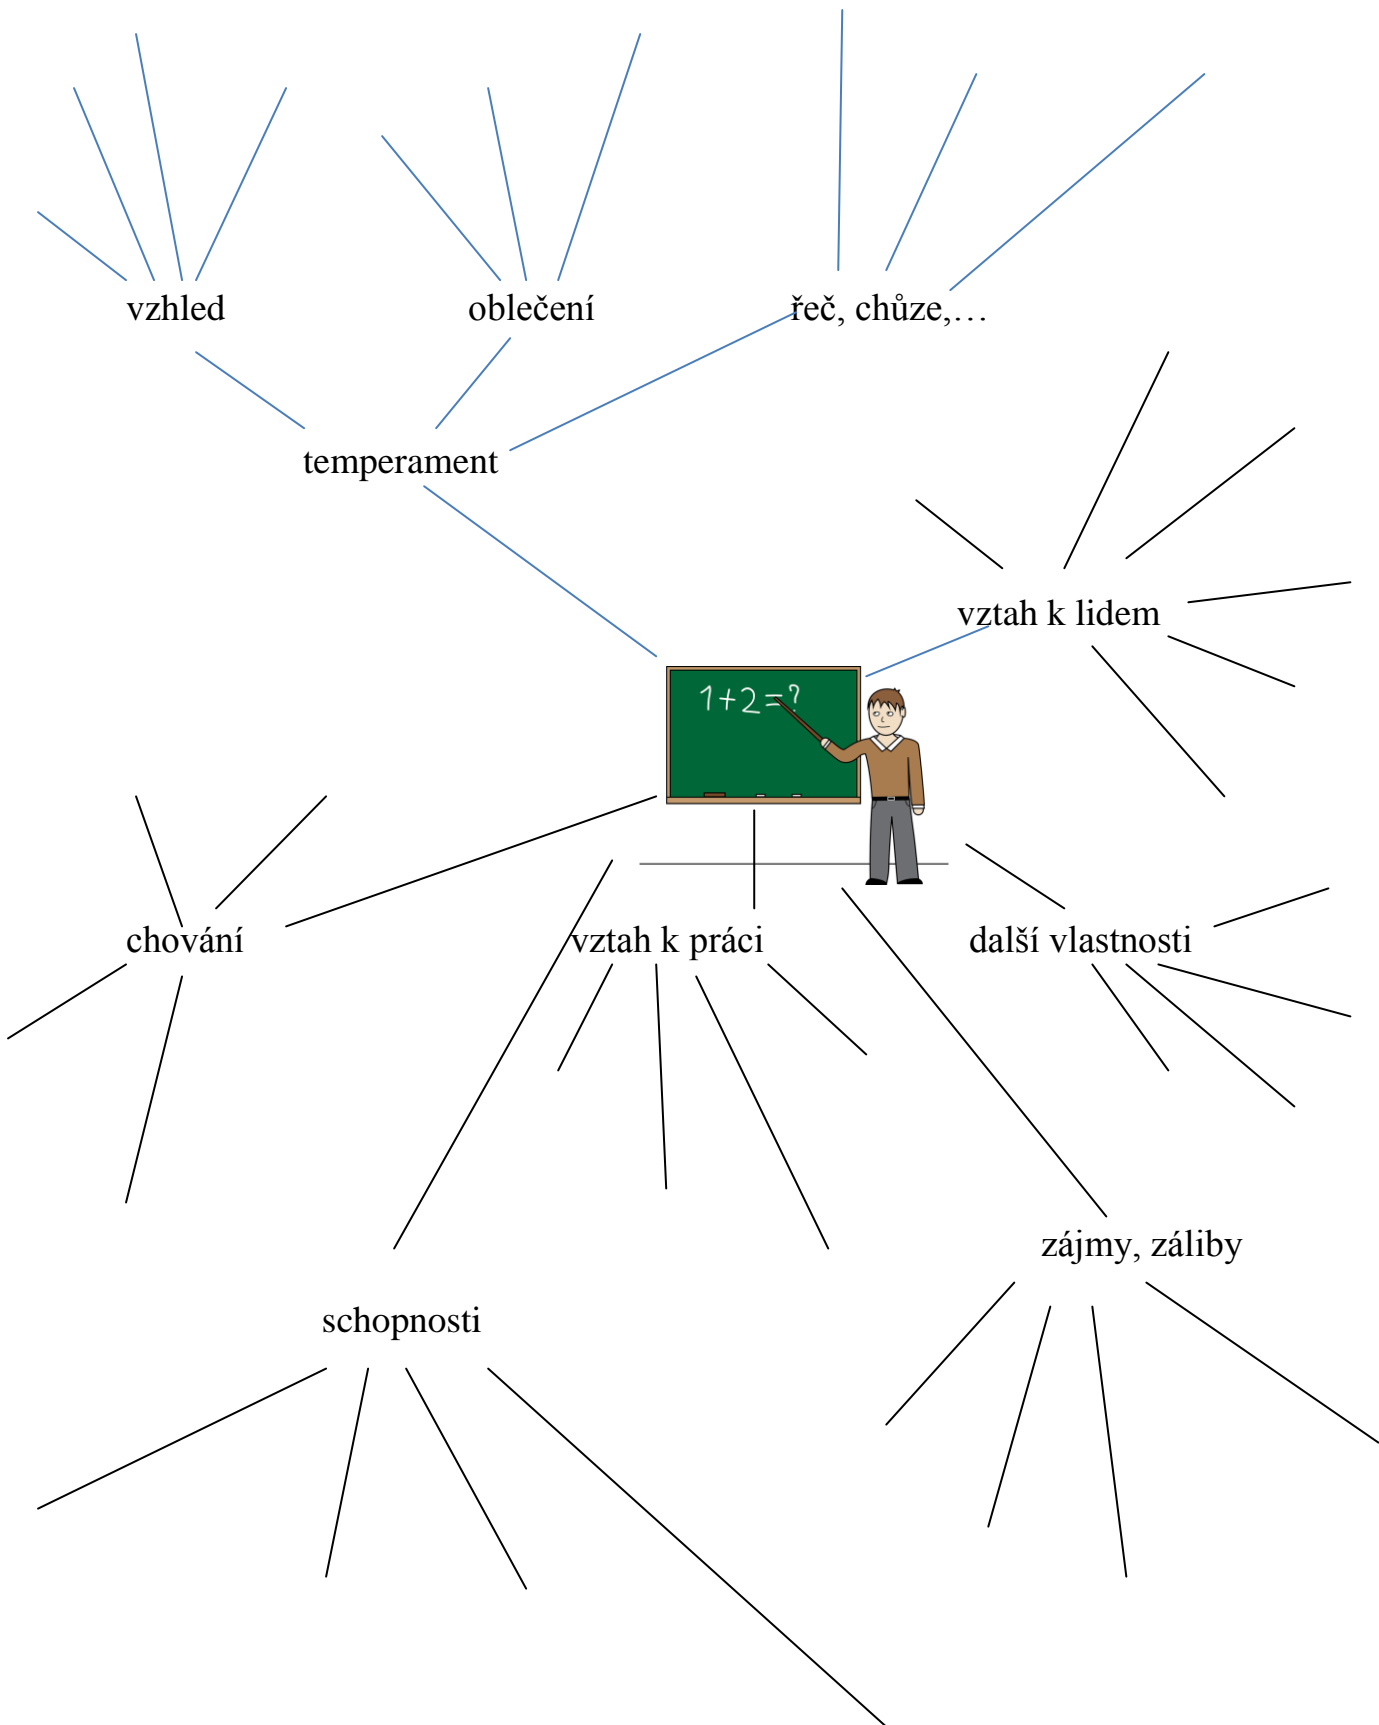 vzhled
oblečení
řeč, chůze,…
temperament
vztah k lidem
1+2=?
chování
vztah k práci
další vlastnosti
zájmy, záliby
schopnosti